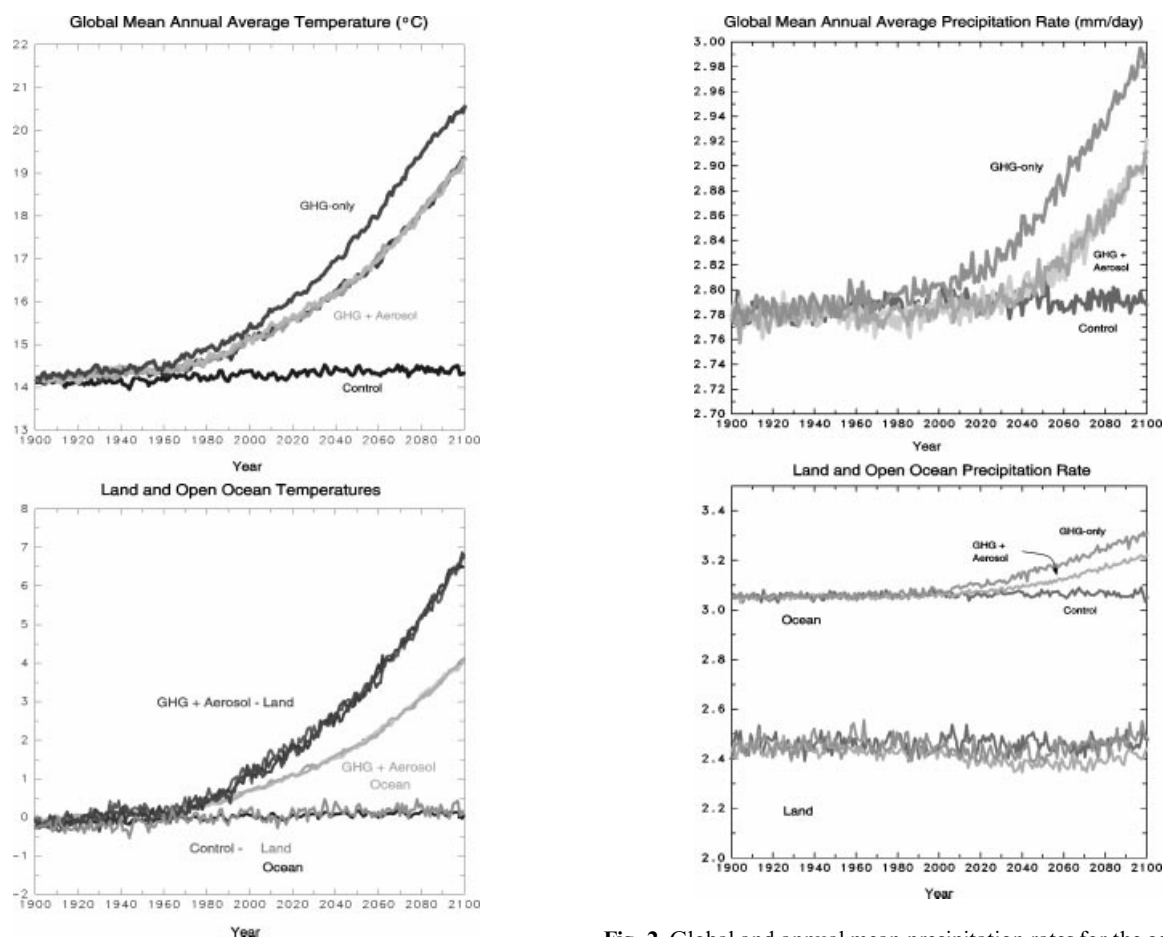 Global Mean Annual Average Temperature (°C)
22
21
20
19
18
17
16
15
14
13
GHG-only
GHG + Aerosol
Control
1900 1920 1940 1960 1980 2000 2020 2040 2060 2080 2100
Year
Land and Open Ocean Temperatures
8
7
6
5
4
3
2
1
0
-1
-2
GHG + Aerosol - Land
GHG + Aerosol
Ocean
Control - Land
Ocean
1900 1920 1940 1960 1980 2000 2020 2040 2060 2080 2100
Year
Global Mean Annual Average Precipitation Rate (mm/day)
3.00
2.98
2.96
2.94
2.92
2.90
2.88
2.86
2.84
2.82
2.80
2.78
2.76
2.74
2.72
2.70
GHG-only
GHG +
Aerosol
Control
1900 1920 1940 1960 1980 2000 2020 2040 2060 2080 2100
Year
Land and Open Ocean Precipitation Rate
3.4
3.2
3.0
2.8
2.6
2.4
2.2
2.0
GHG-only
GHG +
Aerosol
Control
Ocean
Land
1900 1920 1940 1960 1980 2000 2020 2040 2060 2080 2100
Year
Fig. 2. Global and annual mean precipitation rates for the